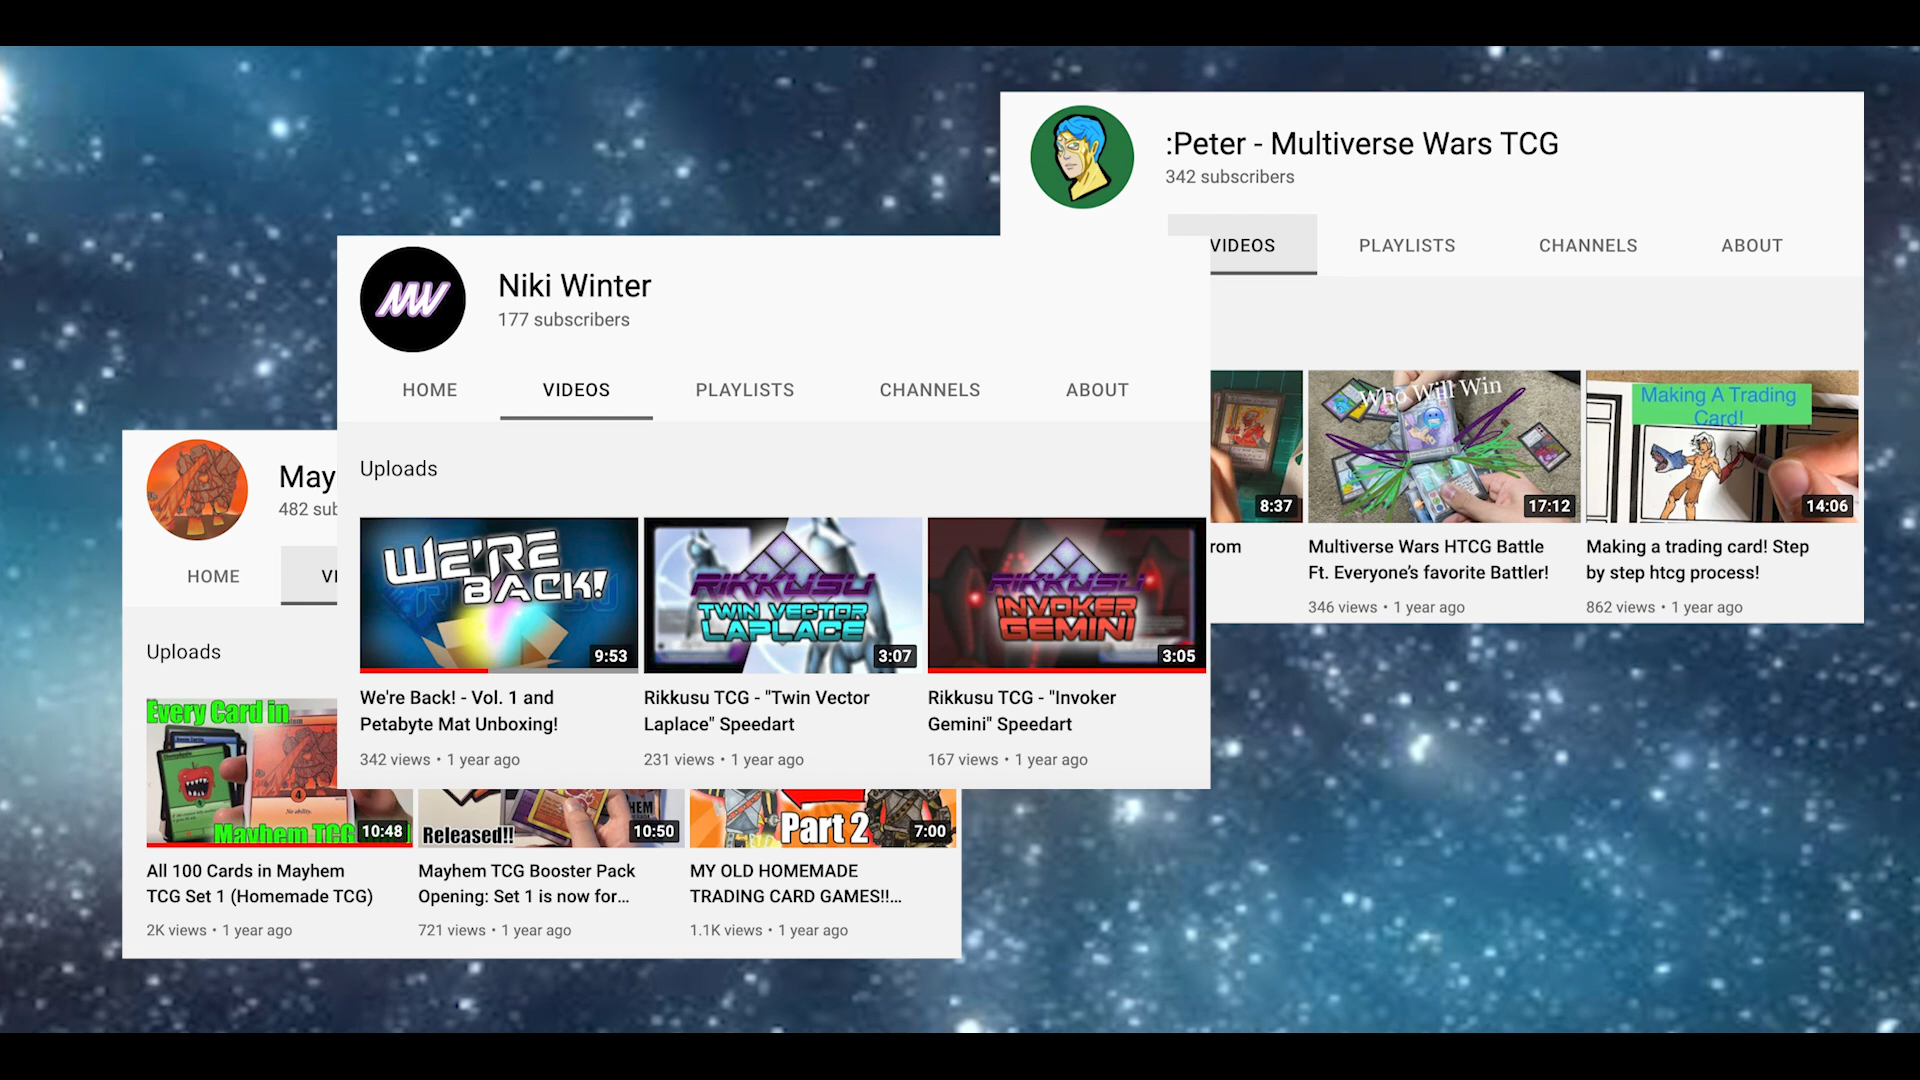 :Peter - Multiverse Wars TCG
342 subscribers
VIDEOS
PLAYLISTS
CHANNELS
ABOUT
Who Will Win
Making A Trading
Card!
8:37
17:12
14:06
rom
Multiverse Wars HTCG Battle
Ft. Everyone’s favorite Battler!
346 views • 1 year ago
Making a trading card! Step
by step htcg process!
862 views • 1 year ago
MW
Niki Winter
177 subscribers
HOME
VIDEOS
PLAYLISTS
CHANNELS
ABOUT
Uploads
WE'RE
BACK!
9:53
RIKKUSU
TWIN VECTOR
LAPLACE
3:07
RIKKUSU
INVOKER
GEMINI
3:05
We're Back! - Vol. 1 and
Petabyte Mat Unboxing!
342 views • 1 year ago
Rikkusu TCG - "Twin Vector
Laplace" Speedart
231 views • 1 year ago
Rikkusu TCG - "Invoker
Gemini" Speedart
167 views • 1 year ago
May
482 sub
HOME
VI
Uploads
Every Card in
No ability.
Mayhem TCG
10:48
Released!!
10:50
Part 2
7:00
All 100 Cards in Mayhem
TCG Set 1 (Homemade TCG)
2K views • 1 year ago
Mayhem TCG Booster Pack
Opening: Set 1 is now for...
721 views • 1 year ago
MY OLD HOMEMADE
TRADING CARD GAMES!!...
1.1K views • 1 year ago